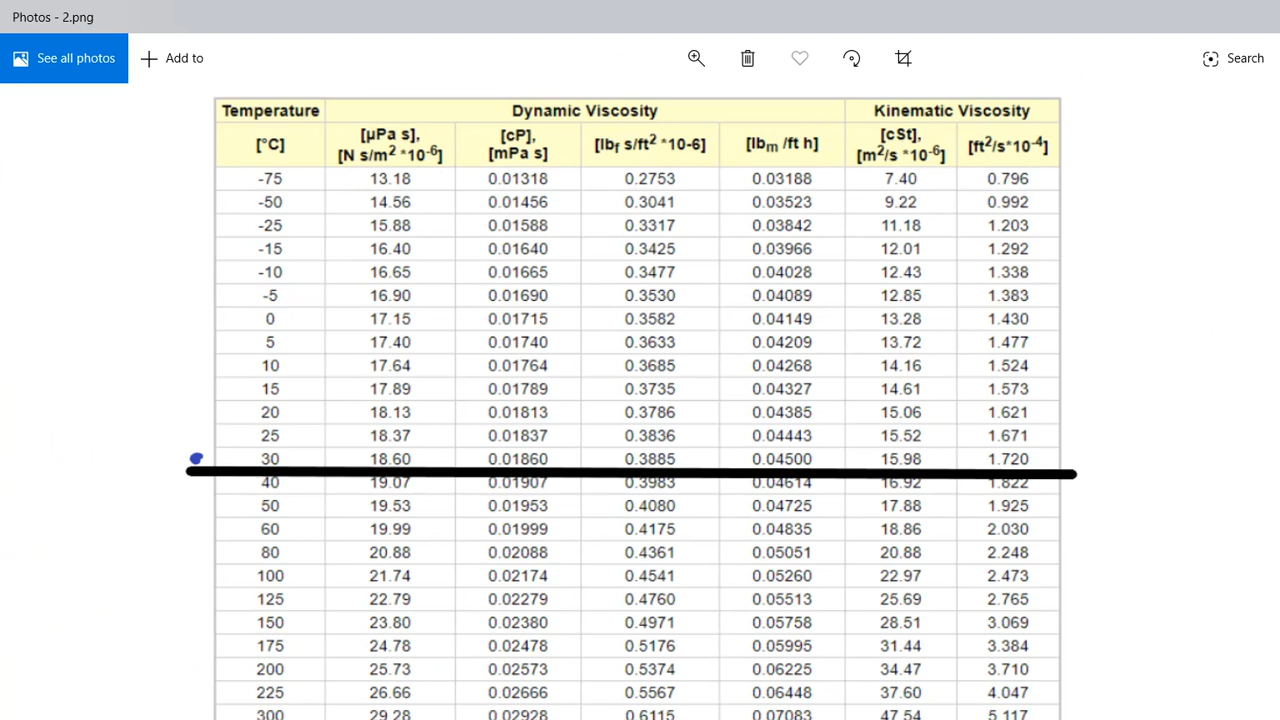 Photos - 2.png
See all photos Add to Search
Temperature Dynamic Viscosity Kinematic Viscosity
[°C] [µPa s], [N s/m² *10⁻⁶] [cP], [mPa s] [lbf s/ft² *10-6] [lbm /ft h] [cSt], [m²/s *10⁻⁶] [ft²/s*10⁻⁴]
-75 13.18 0.01318 0.2753 0.03188 7.40 0.796
-50 14.56 0.01456 0.3041 0.03523 9.22 0.992
-25 15.88 0.01588 0.3317 0.03842 11.18 1.203
-15 16.40 0.01640 0.3425 0.03966 12.01 1.292
-10 16.65 0.01665 0.3477 0.04028 12.43 1.338
-5 16.90 0.01690 0.3530 0.04089 12.85 1.383
0 17.15 0.01715 0.3582 0.04149 13.28 1.430
5 17.40 0.01740 0.3633 0.04209 13.72 1.477
10 17.64 0.01764 0.3685 0.04268 14.16 1.524
15 17.89 0.01789 0.3735 0.04327 14.61 1.573
20 18.13 0.01813 0.3786 0.04385 15.06 1.621
25 18.37 0.01837 0.3836 0.04443 15.52 1.671
30 18.60 0.01860 0.3885 0.04500 15.98 1.720
40 19.07 0.01907 0.3983 0.04614 16.92 1.822
50 19.53 0.01953 0.4080 0.04725 17.88 1.925
60 19.99 0.01999 0.4175 0.04835 18.86 2.030
80 20.88 0.02088 0.4361 0.05051 20.88 2.248
100 21.74 0.02174 0.4541 0.05260 22.97 2.473
125 22.79 0.02279 0.4760 0.05513 25.69 2.765
150 23.80 0.02380 0.4971 0.05758 28.51 3.069
175 24.78 0.02478 0.5176 0.05995 31.44 3.384
200 25.73 0.02573 0.5374 0.06225 34.47 3.710
225 26.66 0.02666 0.5567 0.06448 37.60 4.047
300 29.28 0.02928 0.6115 0.07083 47.54 5.117